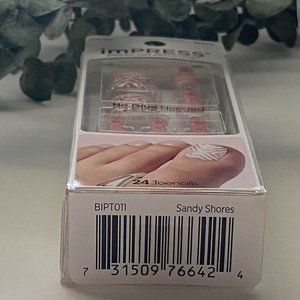 imPRESS
No Glue Needed
24 Toenails
BIPT011 Sandy Shores
7 31509 76642 4